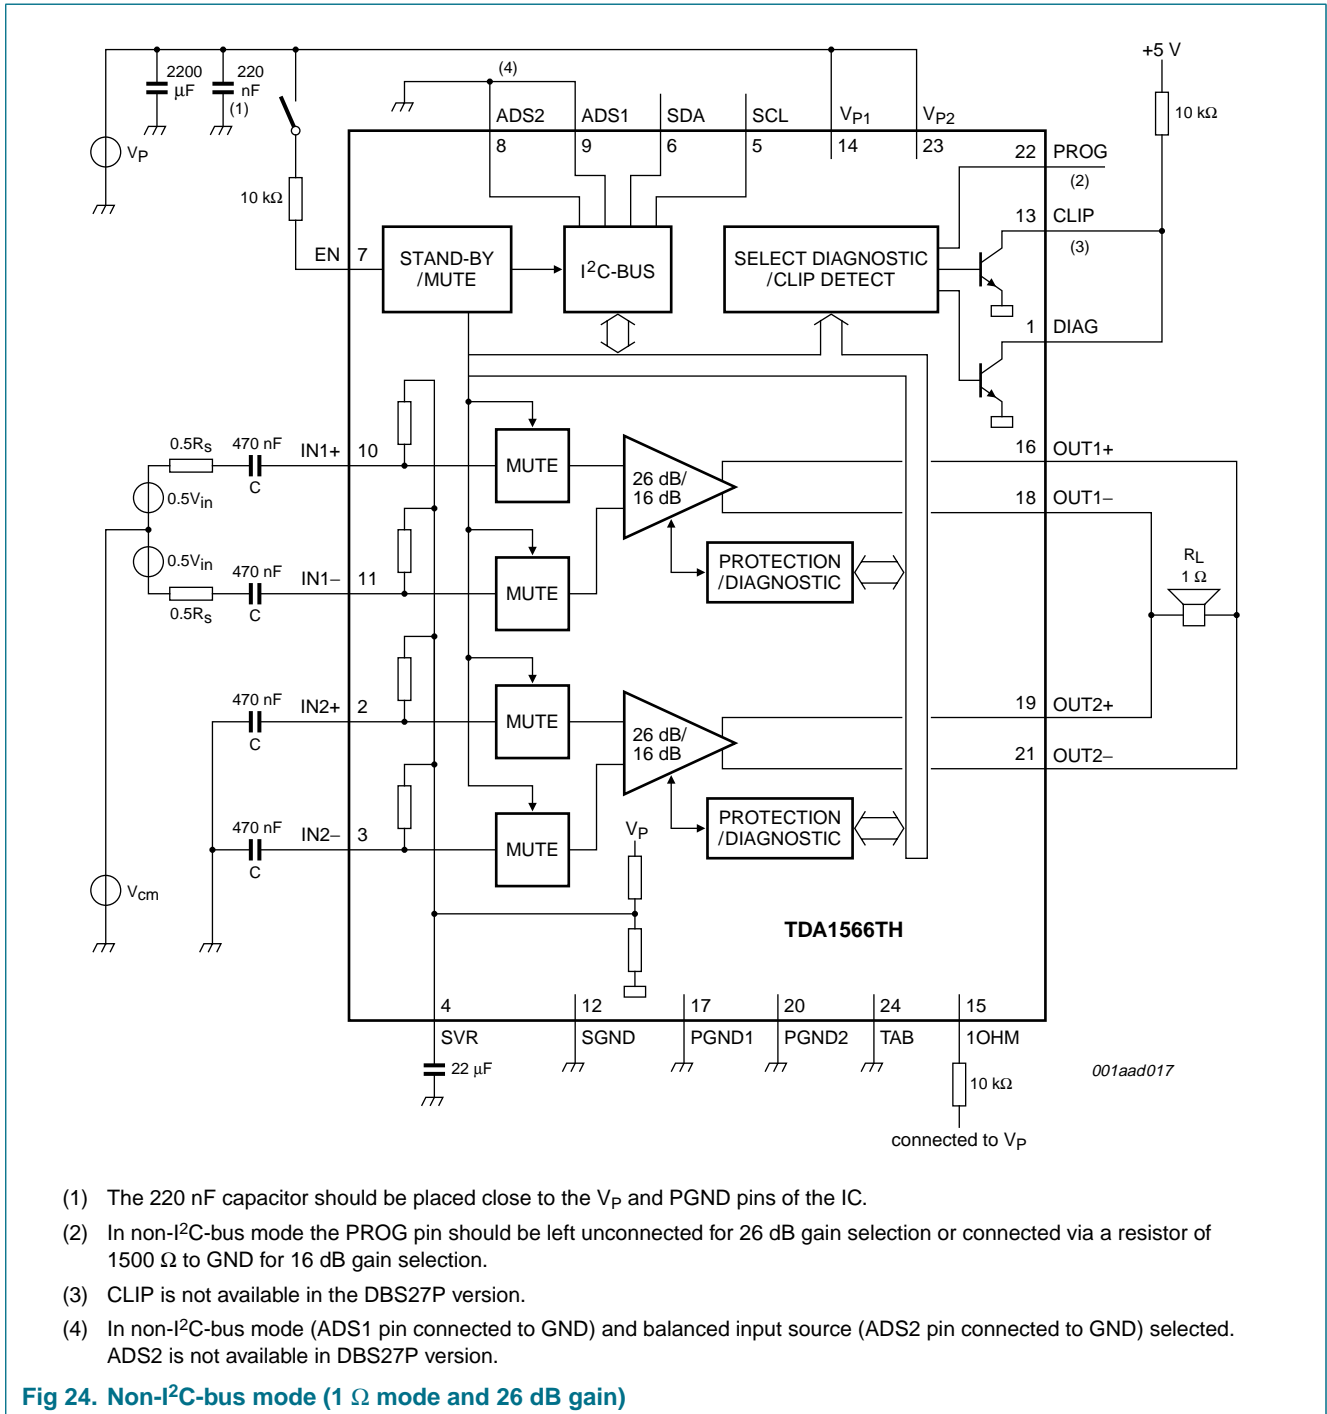 +5 V
2200
μF
220
nF
(1)
(4)
ADS2
ADS1
SDA
SCL
VP1
VP2
10 kΩ
8
9
6
5
14
23
VP
22
PROG
(2)
10 kΩ
13
CLIP
(3)
EN
7
STAND-BY
/MUTE
I2C-BUS
SELECT DIAGNOSTIC
/CLIP DETECT
1
DIAG
0.5RS
470 nF
C
IN1+
10
MUTE
26 dB/
16 dB
16
OUT1+
0.5Vin
18
OUT1−
0.5Vin
470 nF
C
0.5RS
IN1−
11
MUTE
PROTECTION
/DIAGNOSTIC
RL
1 Ω
470 nF
C
IN2+
2
MUTE
26 dB/
16 dB
19
OUT2+
21
OUT2−
470 nF
C
IN2−
3
MUTE
VP
PROTECTION
/DIAGNOSTIC
Vcm
TDA1566TH
4
12
17
20
24
15
SVR
SGND
PGND1
PGND2
TAB
1OHM
22 μF
10 kΩ
001aad017
connected to VP
(1) The 220 nF capacitor should be placed close to the VP and PGND pins of the IC.
(2) In non-I2C-bus mode the PROG pin should be left unconnected for 26 dB gain selection or connected via a resistor of
1500 Ω to GND for 16 dB gain selection.
(3) CLIP is not available in the DBS27P version.
(4) In non-I2C-bus mode (ADS1 pin connected to GND) and balanced input source (ADS2 pin connected to GND) selected.
ADS2 is not available in DBS27P version.
Fig 24. Non-I2C-bus mode (1 Ω mode and 26 dB gain)